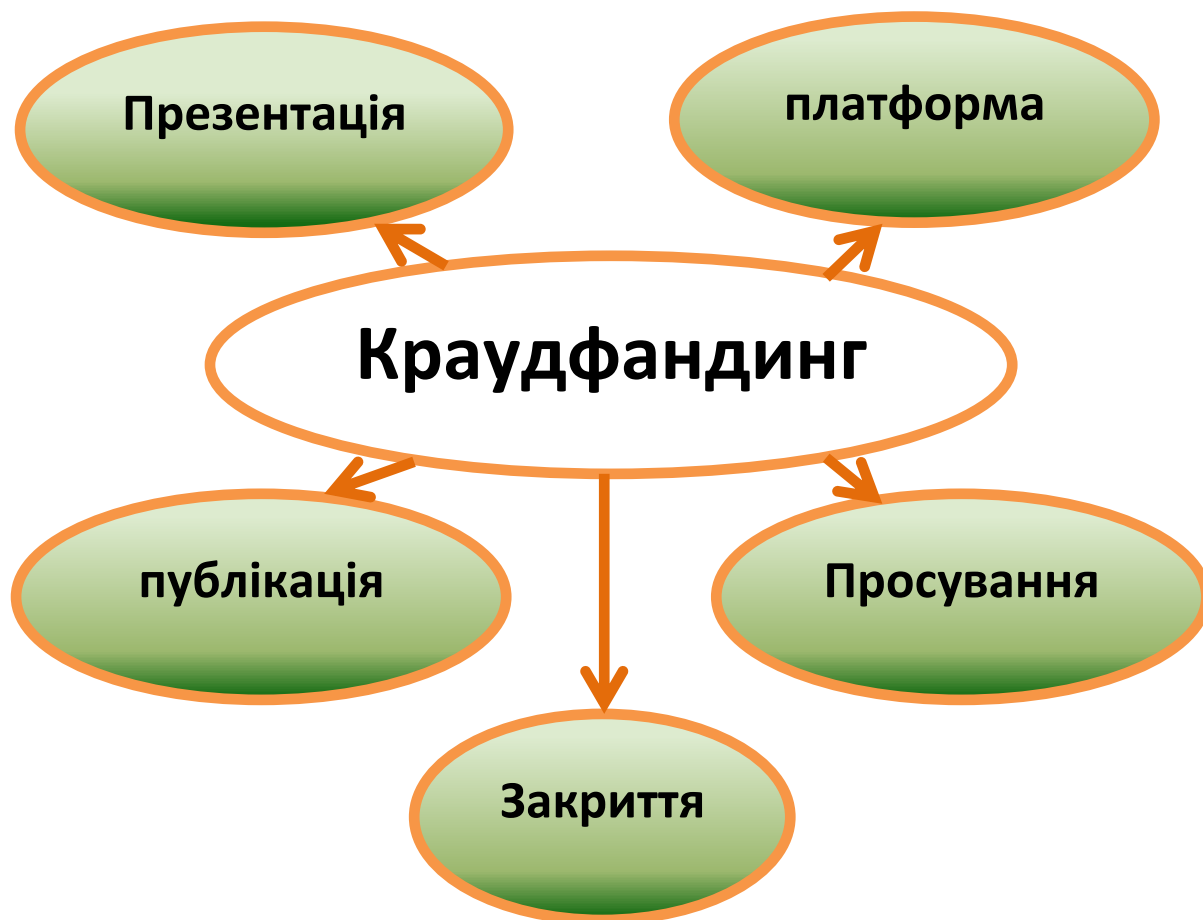 Презентація
платформа
Краудфандинг
публікація
Просування
Закриття